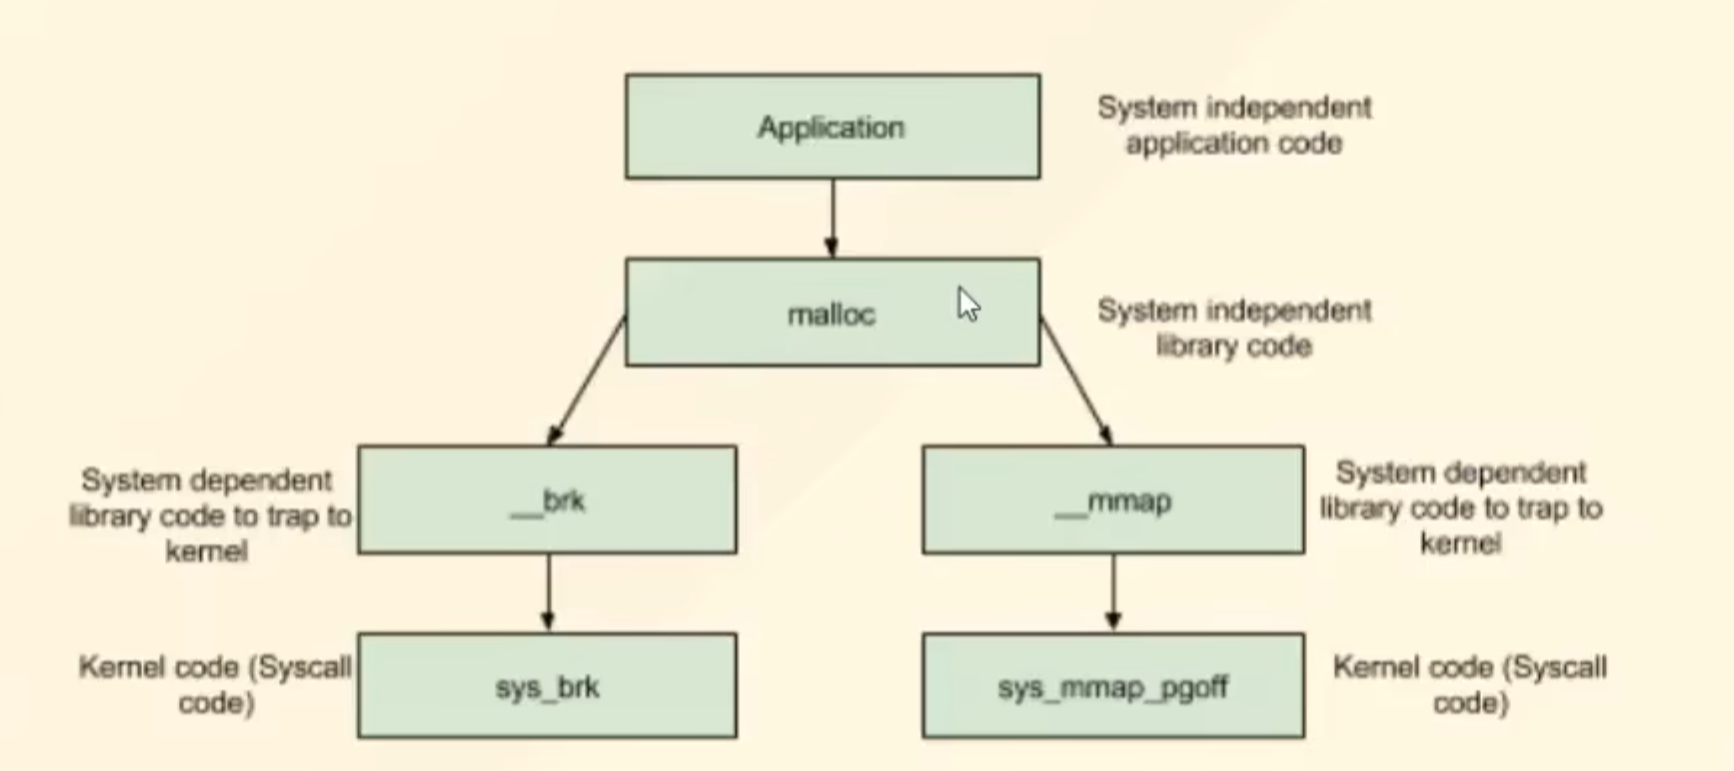 Application
System independent
application code
malloc
System independent
library code
System dependent
library code to trap to
kernel
__brk
__mmap
System dependent
library code to trap to
kernel
Kernel code (Syscall
code)
sys_brk
sys_mmap_pgoff
Kernel code (Syscall
code)